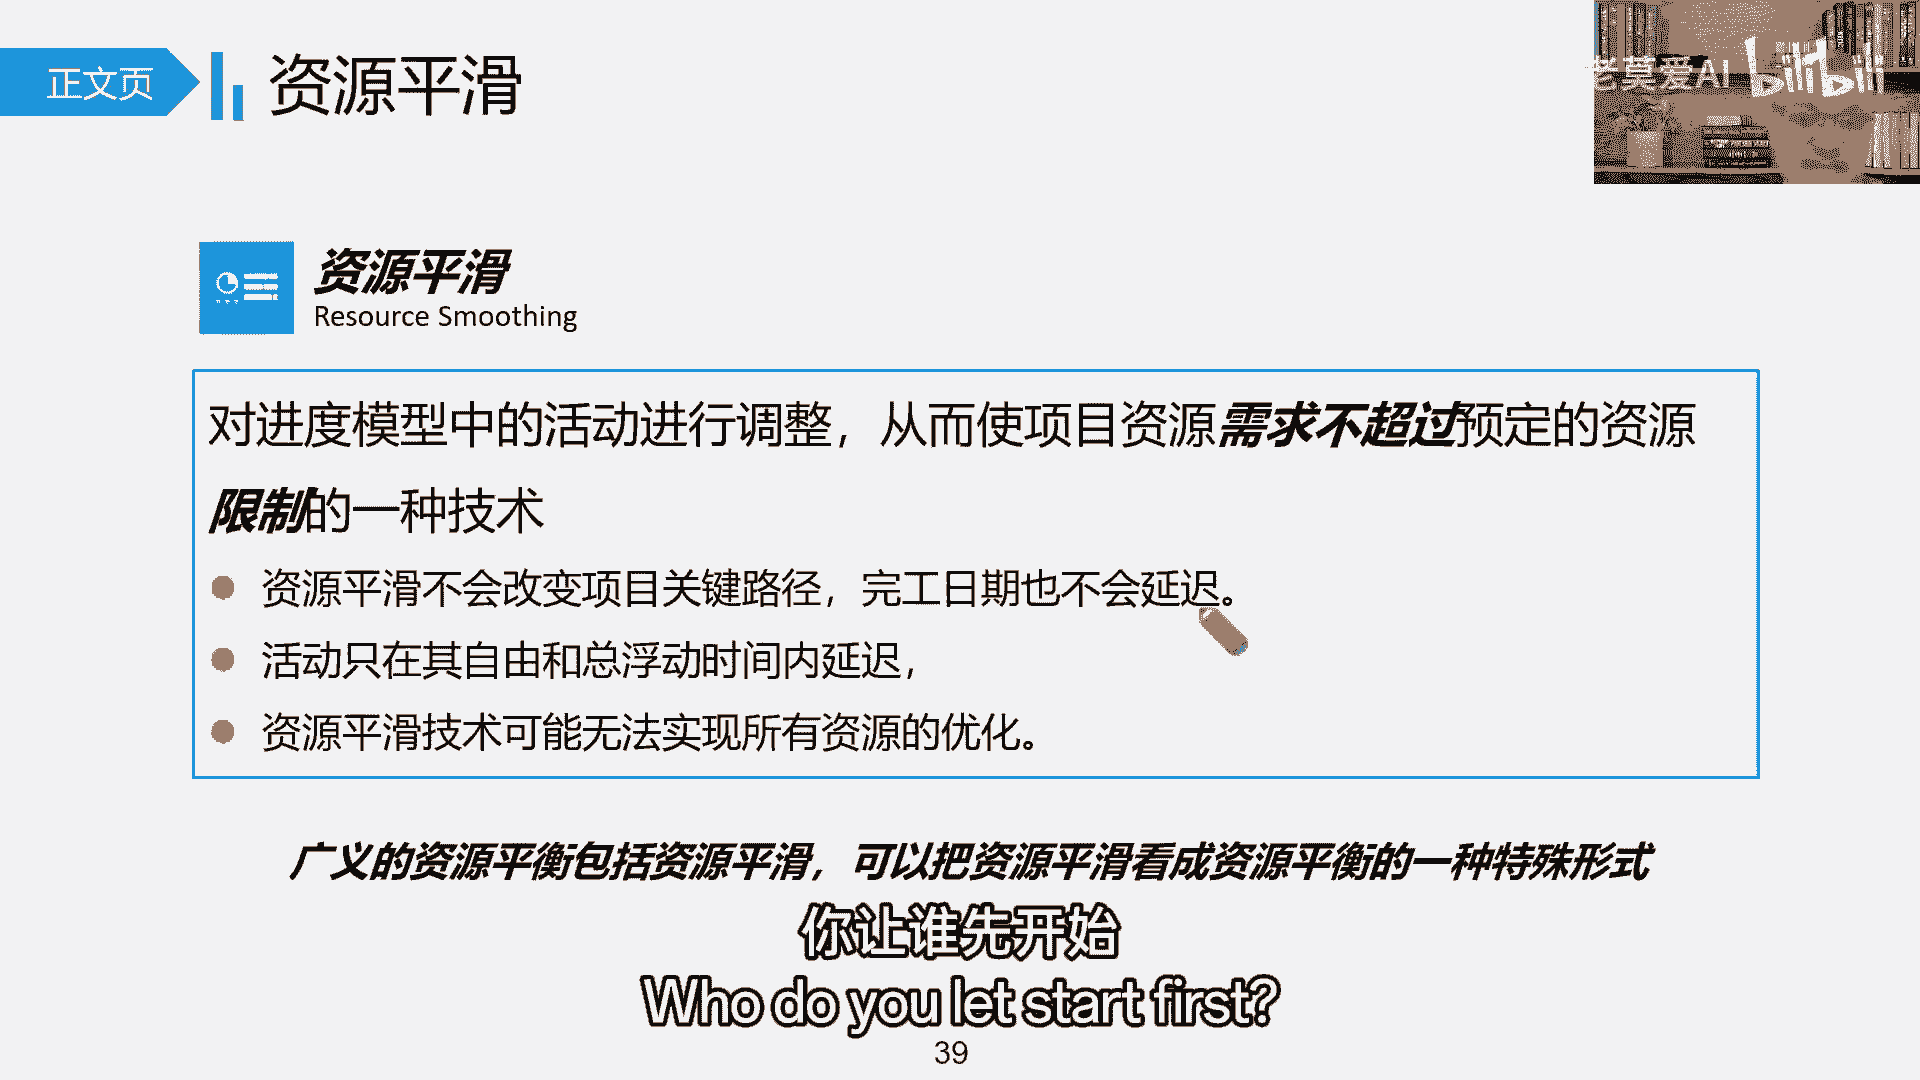 正文页
资源平滑
老莫爱AI bilibili
资源平滑
Resource Smoothing
对进度模型中的活动进行调整，从而使项目资源需求不超过预定的资源
限制的一种技术
资源平滑不会改变项目关键路径，完工日期也不会延迟。
活动只在其自由和总浮动时间内延迟，
资源平滑技术可能无法实现所有资源的优化。
广义的资源平衡包括资源平滑，可以把资源平滑看成资源平衡的一种特殊形式
你让谁先开始
Who do you let start first?
39